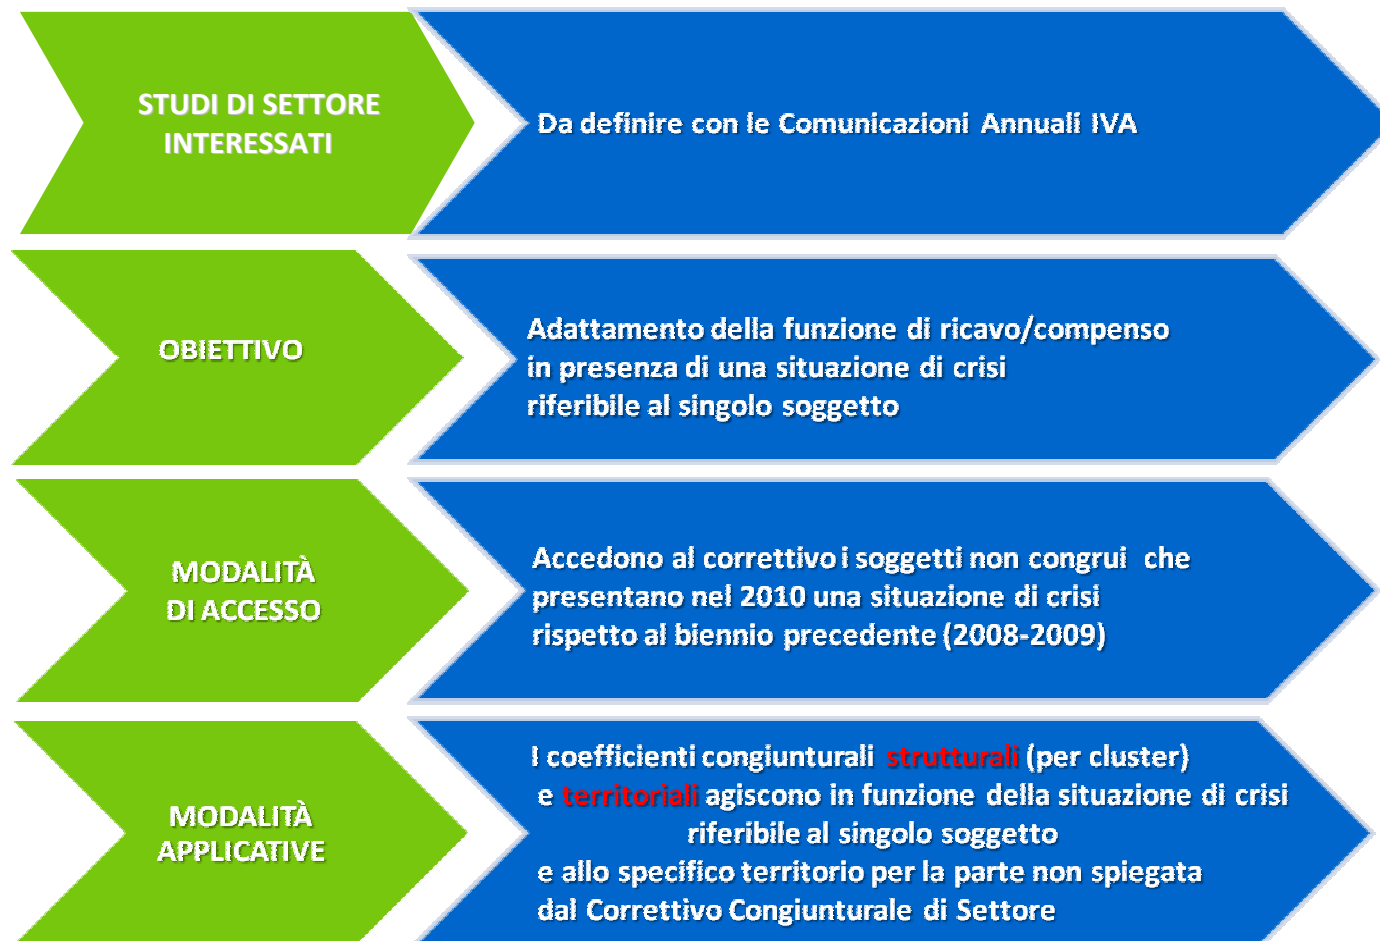 STUDI DI SETTORE
INTERESSATI
Da definire con le Comunicazioni Annuali IVA
OBIETTIVO
Adattamento della funzione di ricavo/compenso
in presenza di una situazione di crisi
riferibile al singolo soggetto
MODALITÀ
DI ACCESSO
Accedono al correttivo i soggetti non congrui che
presentano nel 2010 una situazione di crisi
rispetto al biennio precedente (2008-2009)
MODALITÀ
APPLICATIVE
I coefficienti congiunturali strutturali (per cluster)
e territoriali agiscono in funzione della situazione di crisi
riferibile al singolo soggetto
e allo specifico territorio per la parte non spiegata
dal Correttivo Congiunturale di Settore